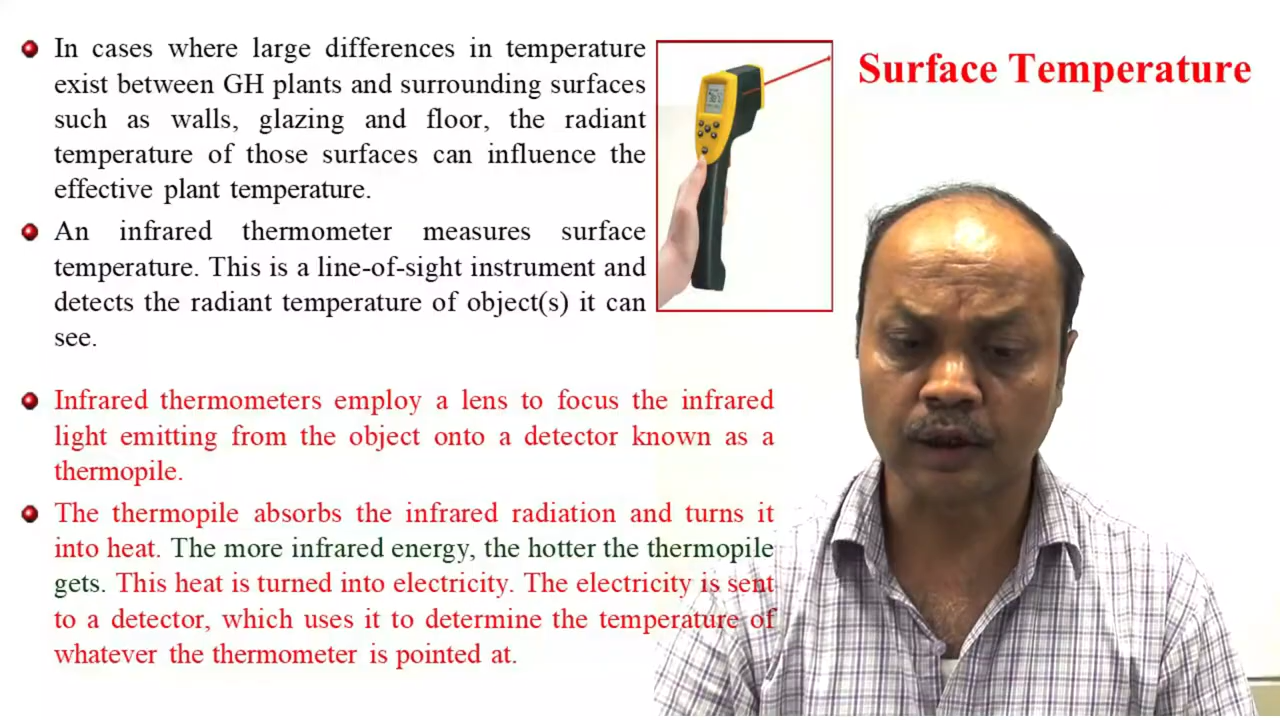 Surface Temperature
In cases where large differences in temperature
exist between GH plants and surrounding surfaces
such as walls, glazing and floor, the radiant
temperature of those surfaces can influence the
effective plant temperature.
An infrared thermometer measures surface
temperature. This is a line-of-sight instrument and
detects the radiant temperature of object(s) it can
see.
Infrared thermometers employ a lens to focus the infrared
light emitting from the object onto a detector known as a
thermopile.
The thermopile absorbs the infrared radiation and turns it
into heat. The more infrared energy, the hotter the thermopile
gets. This heat is turned into electricity. The electricity is sent
to a detector, which uses it to determine the temperature of
whatever the thermometer is pointed at.